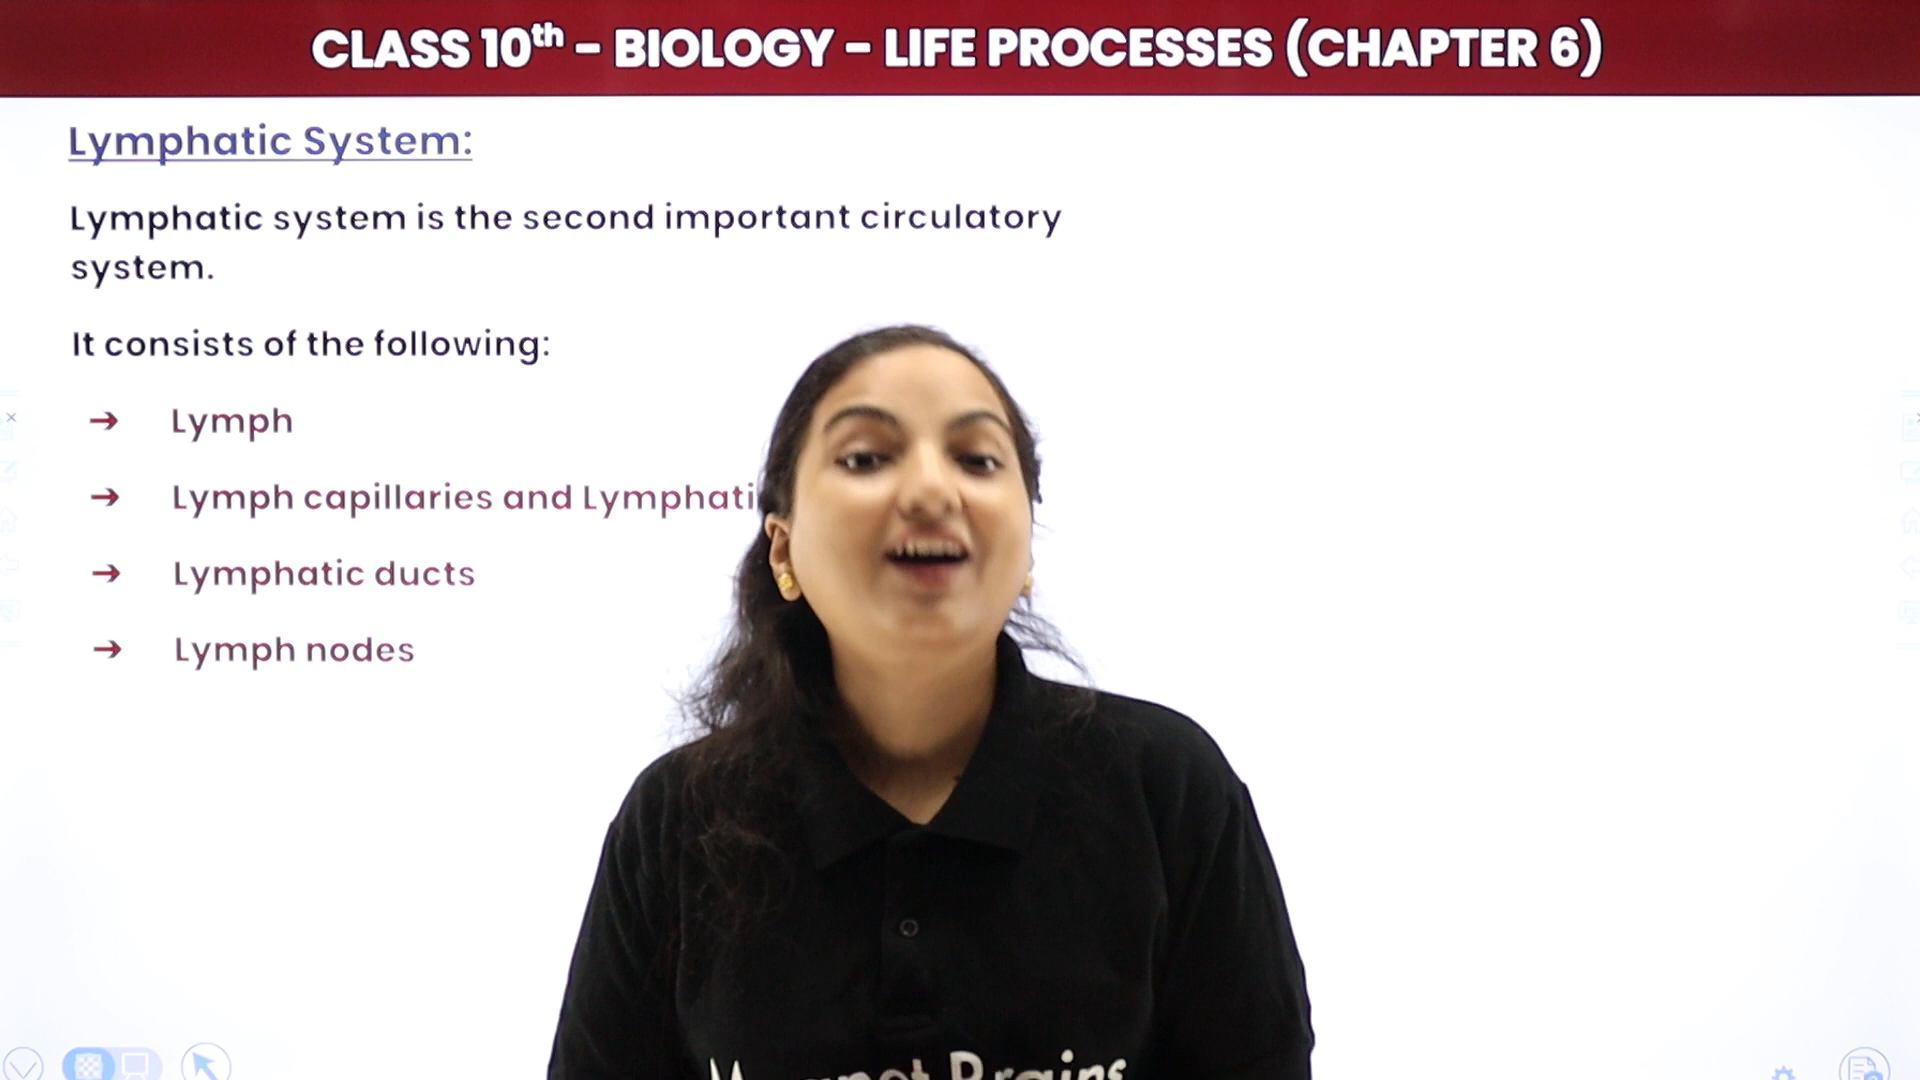 CLASS 10th - BIOLOGY - LIFE PROCESSES (CHAPTER 6)
Lymphatic System:
Lymphatic system is the second important circulatory
system.
It consists of the following:
→ Lymph
→ Lymph capillaries and Lymphati
→ Lymphatic ducts
→ Lymph nodes
Brains